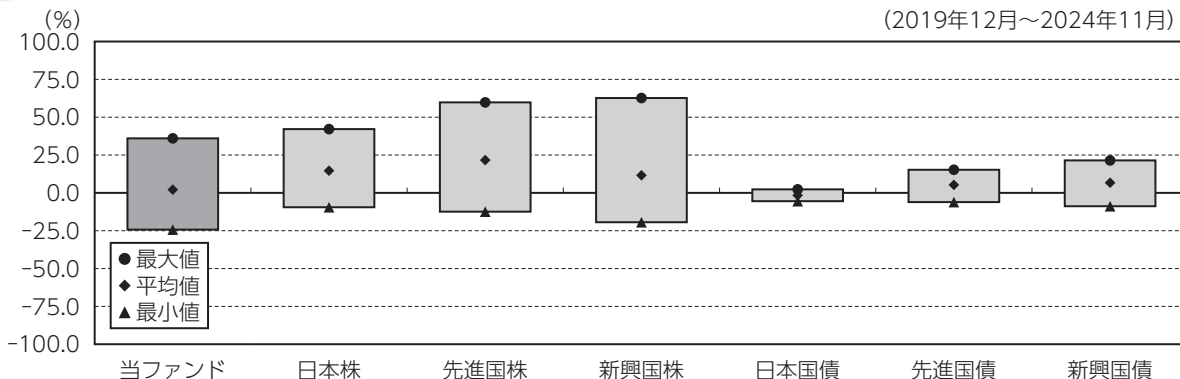 (%)
(2019年12月~2024年11月)
100.0
75.0
50.0
25.0
0.0
-25.0
-50.0
-75.0
-100.0
●最大値
◆平均値
▲最小値
当ファンド 日本株 先進国株 新興国株 日本国債 先進国債 新興国債